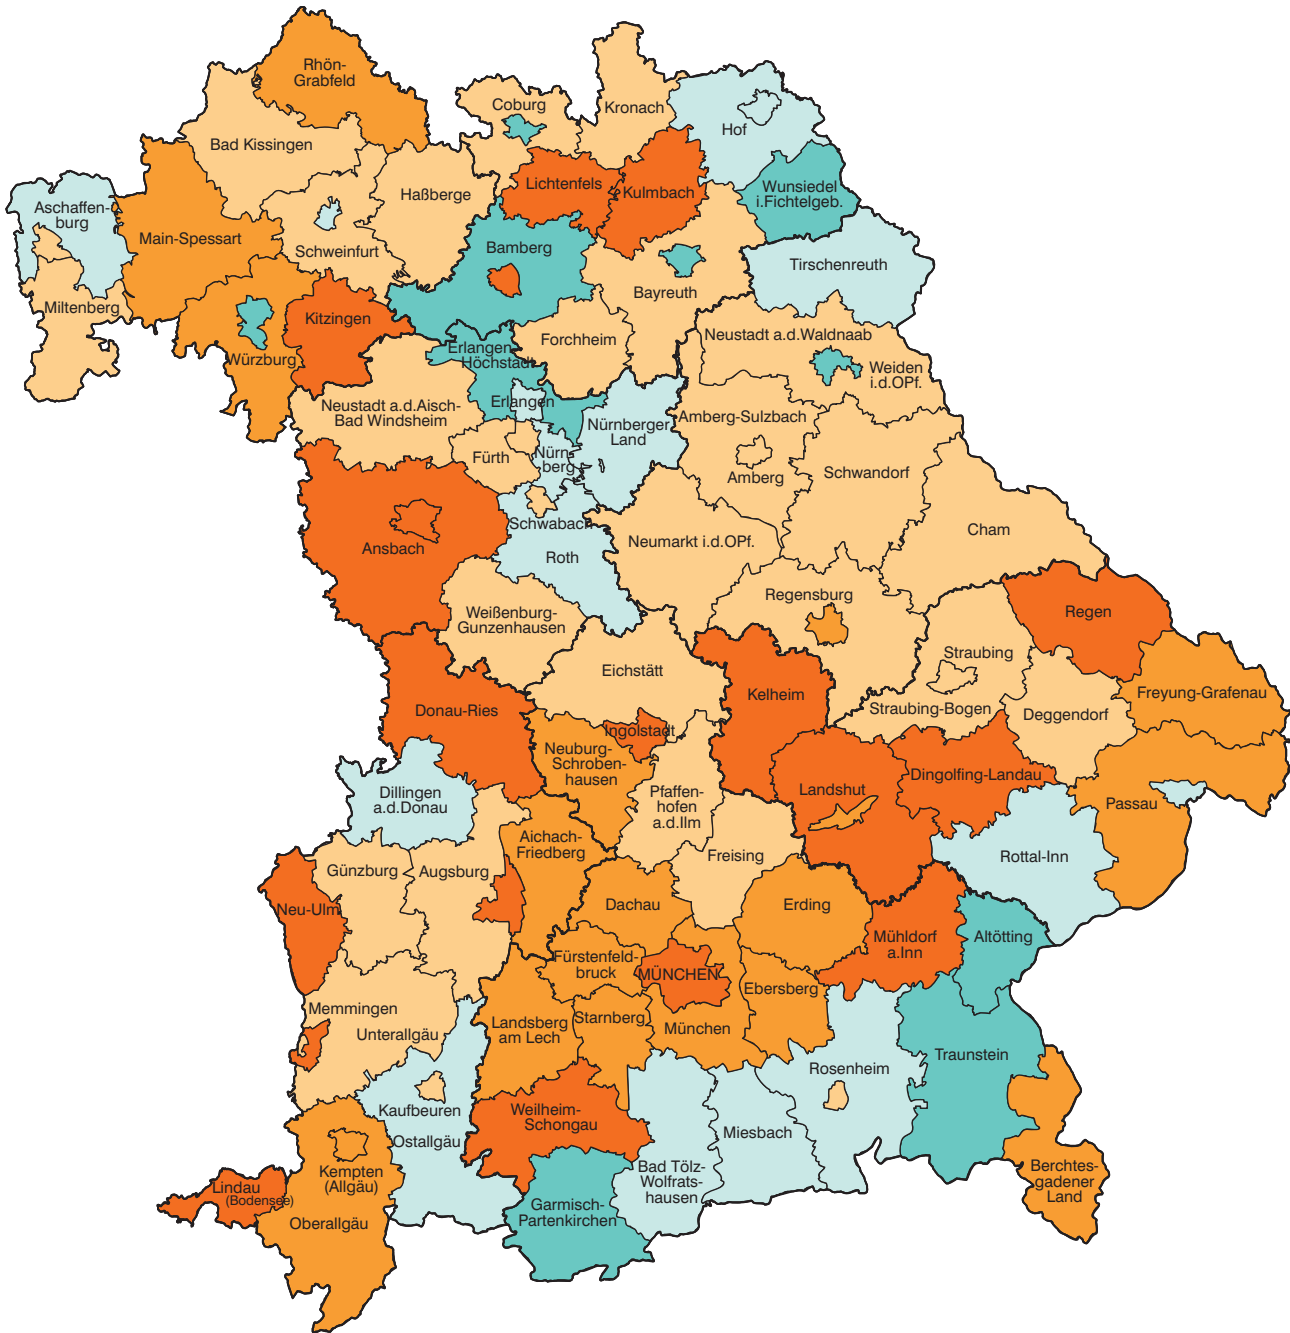 Rhön-
Grabfeld
Coburg
Kronach
Hof
Bad Kissingen
Lichtenfels
Kulmbach
Wunsiedel
i.Fichtelgeb.
Haßberge
Aschaffen-
burg
Main-Spessart
Schweinfurt
Bamberg
Tirschenreuth
Bayreuth
Miltenberg
Kitzingen
Würzburg
Forchheim
Erlangen-
Höchstadt
Neustadt a.d.Waldnaab
Weiden
i.d.OPf.
Erlangen
Neustadt a.d.Aisch-
Bad Windsheim
Nürnberger
Land
Amberg-Sulzbach
Amberg
Fürth
Nürn-
berg
Schwandorf
Schwabach
Roth
Neumarkt i.d.OPf.
Cham
Ansbach
Weißenburg-
Gunzenhausen
Regensburg
Regen
Straubing
Eichstätt
Kelheim
Straubing-Bogen
Deggendorf
Freyung-Grafenau
Donau-Ries
Ingolstadt
Neuburg-
Schroben-
hausen
Dingolfing-Landau
Landshut
Passau
Dillingen
a.d.Donau
Pfaffen-
hofen
a.d.Ilm
Aichach-
Friedberg
Freising
Rottal-Inn
Günzburg
Augsburg
Neu-Ulm
Dachau
Erding
Mühldorf
a.Inn
Altötting
Fürstenfeld-
bruck
MÜNCHEN
Ebersberg
Memmingen
Unterallgäu
Landsberg
am Lech
Starnberg
München
Traunstein
Rosenheim
Kaufbeuren
Ostallgäu
Weilheim-
Schongau
Miesbach
Bad Tölz-
Wolfrats-
hausen
Berchtes-
gadener
Land
Kempten
(Allgäu)
Lindau
(Bodensee)
Oberallgäu
Garmisch-
Partenkirchen